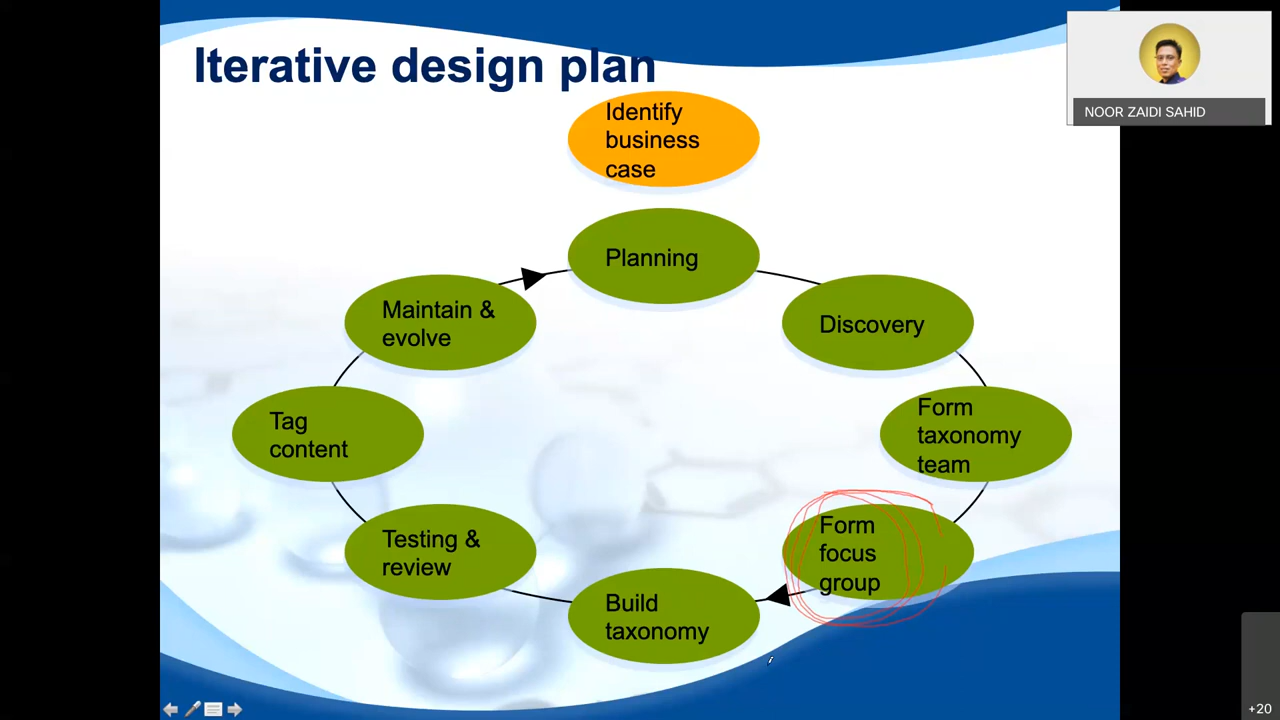 Iterative design plan
NOOR ZAIDI SAHID
Identify
business
case
Planning
Maintain &
evolve
Discovery
Tag
content
Form
taxonomy
team
Testing &
review
Form
focus
group
Build
taxonomy
+20